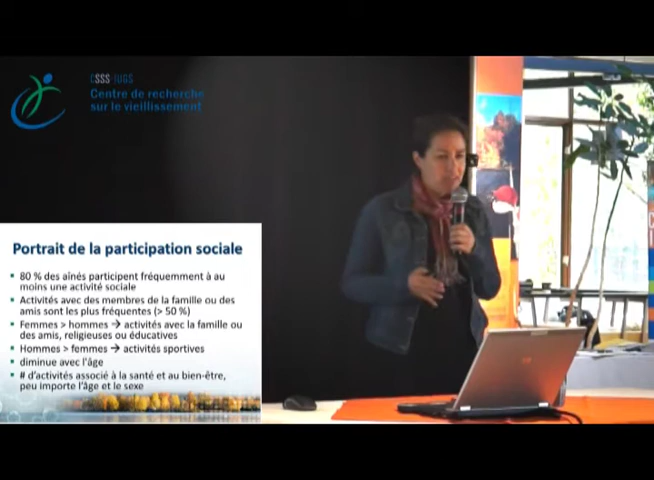 CSSS IUGS
Centre de recherche
sur le vieillissement
Portrait de la participation sociale
• 80 % des aînés participent fréquemment à au
moins une activité sociale
• Activités avec des membres de la famille ou des
amis sont les plus fréquentes (> 50 %)
• Femmes > hommes → activités avec la famille ou
des amis, religieuses ou éducatives
• Hommes > femmes → activités sportives
• diminue avec l'âge
• # d'activités associé à la santé et au bien-être,
peu importe l'âge et le sexe